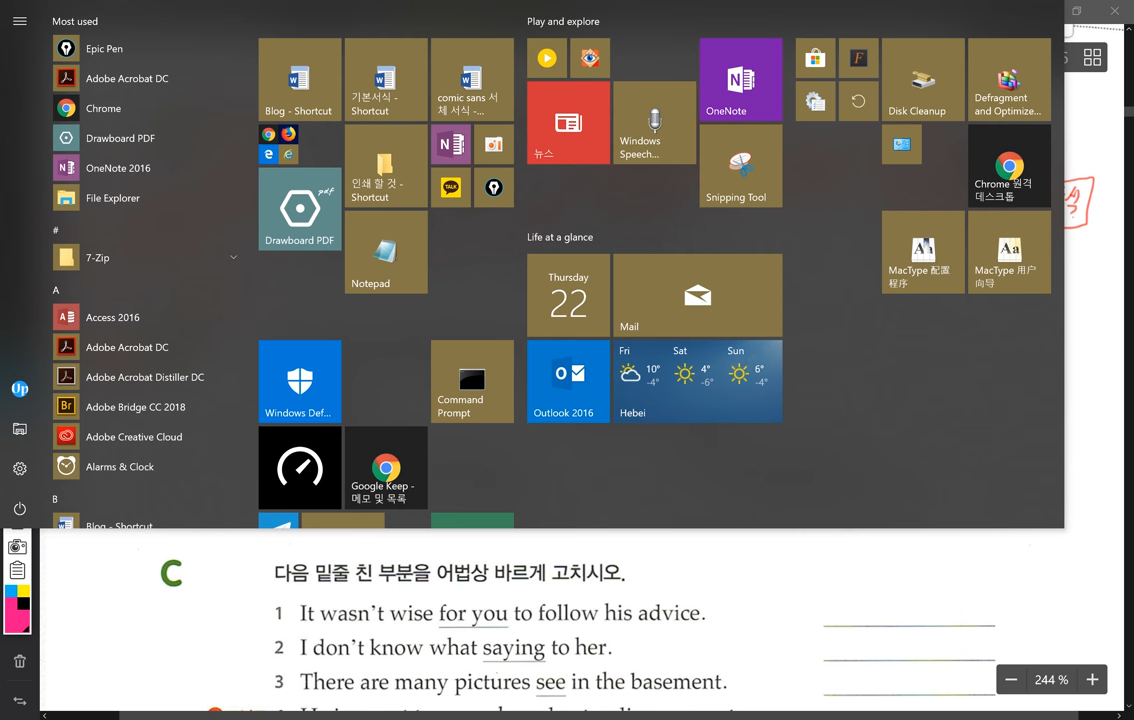 Most used
Epic Pen
Adobe Acrobat DC
Chrome
Drawboard PDF
OneNote 2016
File Explorer
#
7-Zip
A
Access 2016
Adobe Acrobat DC
Adobe Acrobat Distiller DC
Adobe Bridge CC 2018
Adobe Creative Cloud
Alarms & Clock
B
Blog - Shortcut
Blog - Shortcut
기본서식 -
Shortcut
comic sans 서
체 서식 -...
인쇄 할 것 -
Shortcut
TALK
pdf
Drawboard PDF
Notepad
Windows Def...
Command
Prompt
Google Keep -
메모 및 목록
Play and explore
뉴스
Windows
Speech...
OneNote
Snipping Tool
Life at a glance
Thursday
22
Mail
Outlook 2016
Fri
10°
-4°
Sat
4°
-6°
Sun
6°
-4°
Hebei
Disk Cleanup
Defragment
and Optimize...
Chrome 원격
데스크톱
MacType 配置
程序
MacType 用户
向导
C
다음 밑줄 친 부분을 어법상 바르게 고치시오.
1 It wasn't wise for you to follow his advice.
2 I don't know what saying to her.
3 There are many pictures see in the basement.
244 %